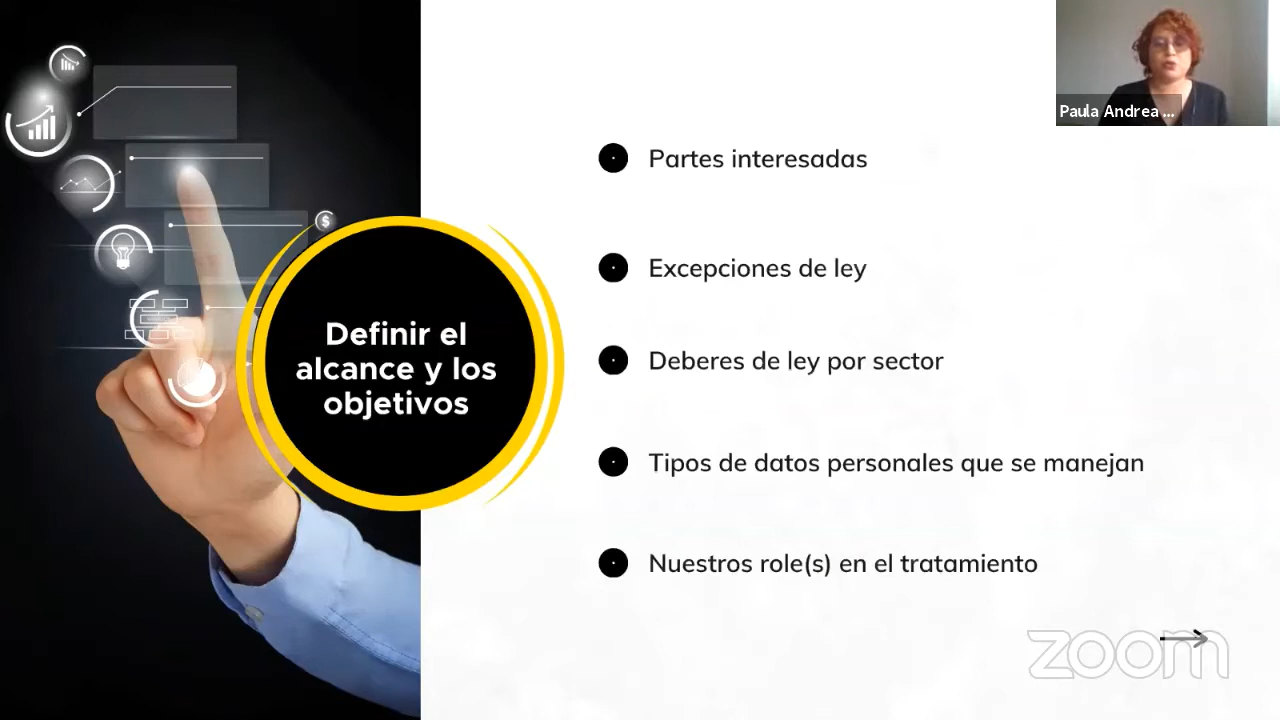 Paula Andrea ...
Partes interesadas
Excepciones de ley
Definir el
alcance y los
objetivos
Deberes de ley por sector
Tipos de datos personales que se manejan
Nuestros role(s) en el tratamiento
zoom
$